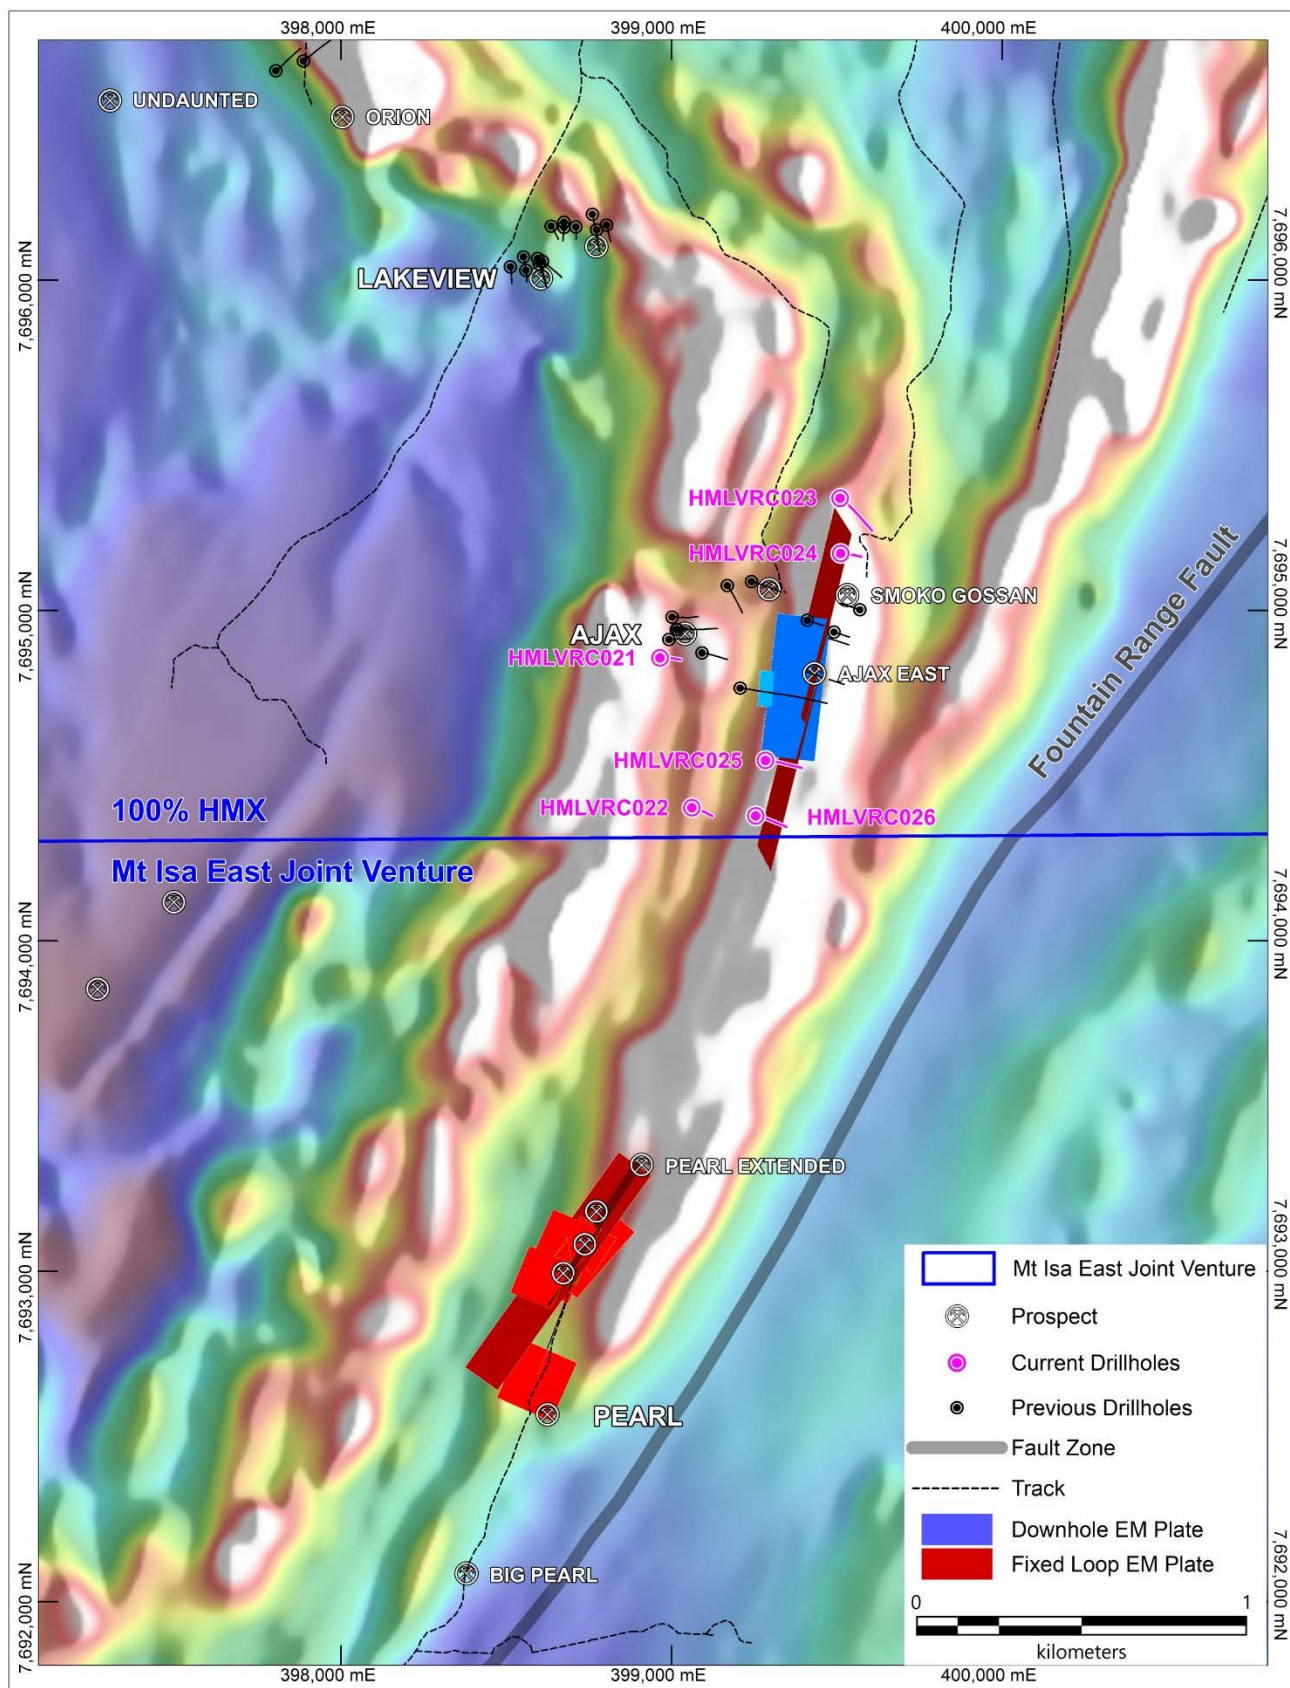 398,000 mE
399,000 mE
400,000 mE
UNDAUNTED
ORION
7,696,000 mN
7,696,000 mN
LAKEVIEW
HMLVRC023
HMLVRC024
7,695,000 mN
7,695,000 mN
SMOKO GOSSAN
AJAX
HMLVRC021
AJAX EAST
Fountain Range Fault
HMLVRC025
HMLVRC022
HMLVRC026
100% HMX
Mt Isa East Joint Venture
7,694,000 mN
7,694,000 mN
PEARL EXTENDED
7,693,000 mN
7,693,000 mN
PEARL
BIG PEARL
7,692,000 mN
7,692,000 mN
Mt Isa East Joint Venture
Prospect
Current Drillholes
Previous Drillholes
Fault Zone
Track
Downhole EM Plate
Fixed Loop EM Plate
0
1
kilometers
398,000 mE
399,000 mE
400,000 mE